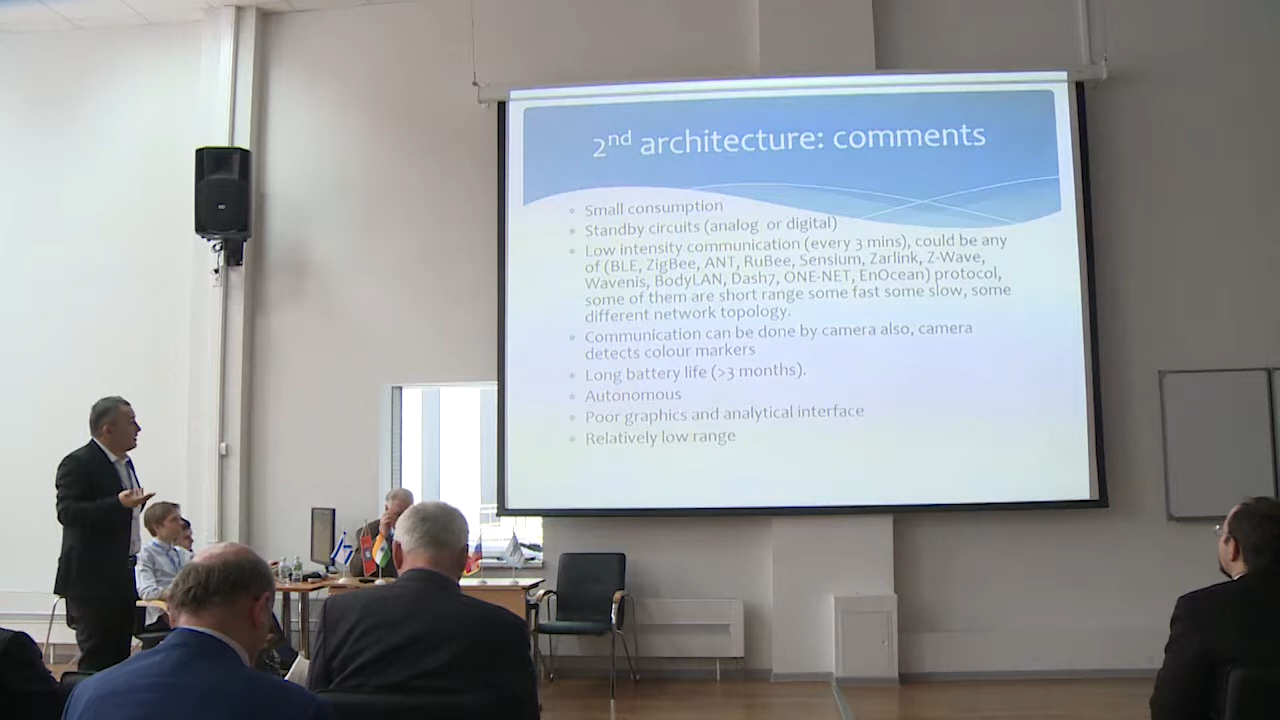 2nd architecture: comments
Small consumption
Standby circuits (analog or digital)
Low intensity communication (every 3 mins), could be any
of (BLE, ZigBee, ANT, RuBee, Sensium, Zarlink, Z-Wave,
Wavenis, BodyLAN, Dash7, ONE-NET, EnOcean) protocol,
some of them are short range some fast some slow, some
different network topology.
Communication can be done by camera also, camera
detects colour markers
Long battery life (>3 months).
Autonomous
Poor graphics and analytical interface
Relatively low range